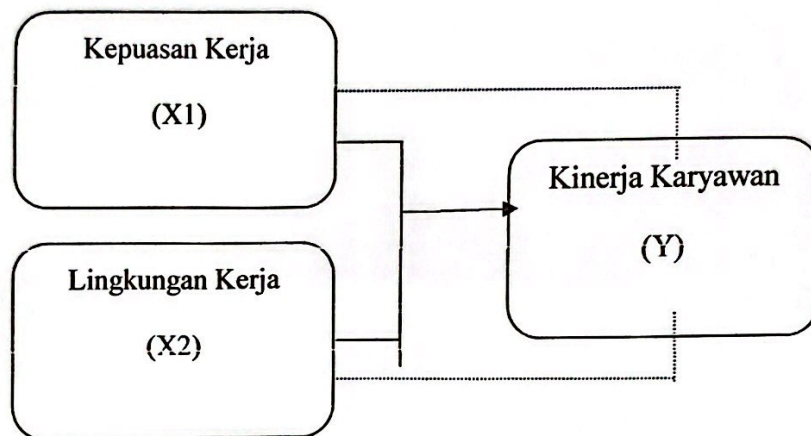 Kepuasan Kerja
(X1)
Kinerja Karyawan
(Y)
Lingkungan Kerja
(X2)